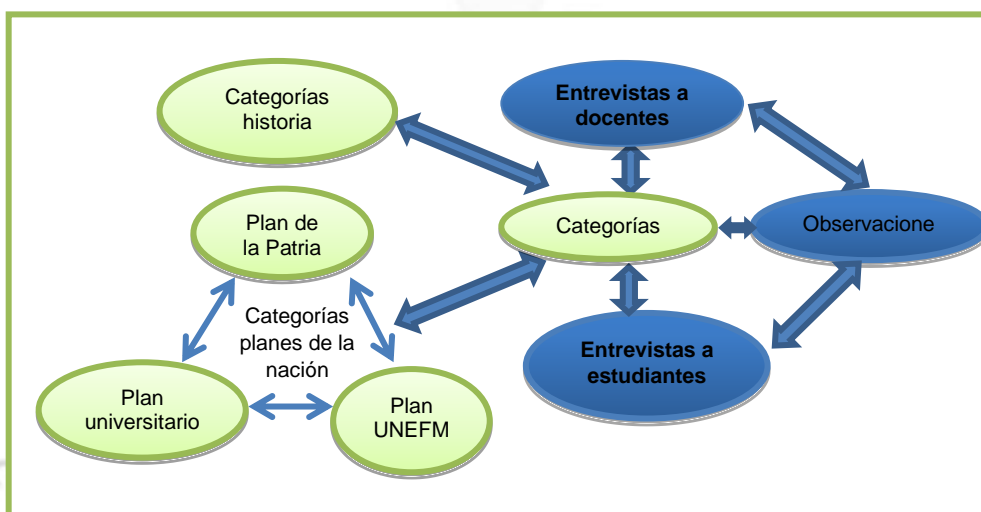 Categorías
historia
Entrevistas a
docentes
Plan de
la Patria
Categorías
Observacione
Categorías
planes de la
nación
Entrevistas a
estudiantes
Plan
universitario
Plan
UNEFM